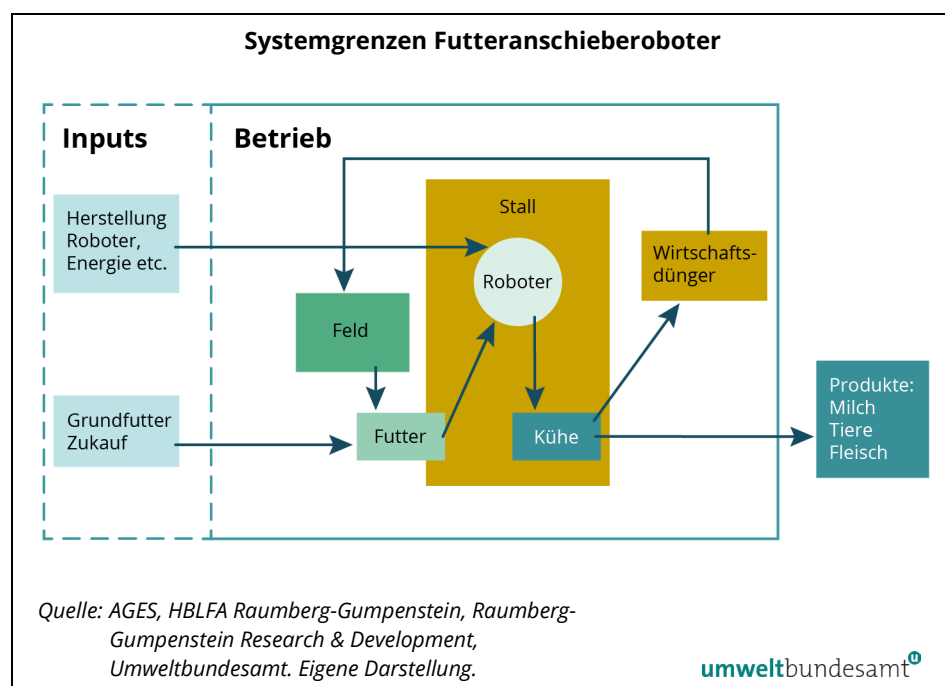 Systemgrenzen Futteranschieberoboter
Inputs
Betrieb
Herstellung
Roboter,
Energie etc.
Stall
Roboter
Wirtschafts-
dünger
Feld
Grundfutter
Zukauf
Futter
Kühe
Produkte:
Milch
Tiere
Fleisch
Quelle: AGES, HBLFA Raumberg-Gumpenstein, Raumberg-
Gumpenstein Research & Development,
Umweltbundesamt. Eigene Darstellung.
umweltbundesamt
u